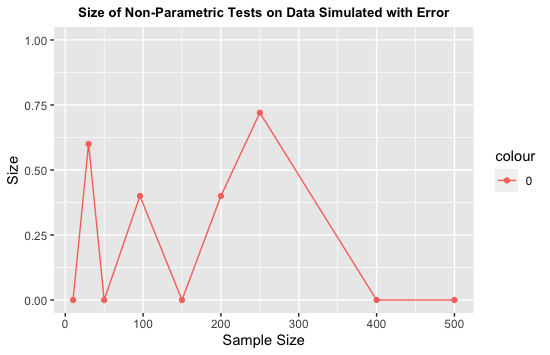 Size of Non-Parametric Tests on Data Simulated with Error
1.00
0.75
0.50
0.25
0.00
Size
0 100 200 300 400 500
Sample Size
colour
0